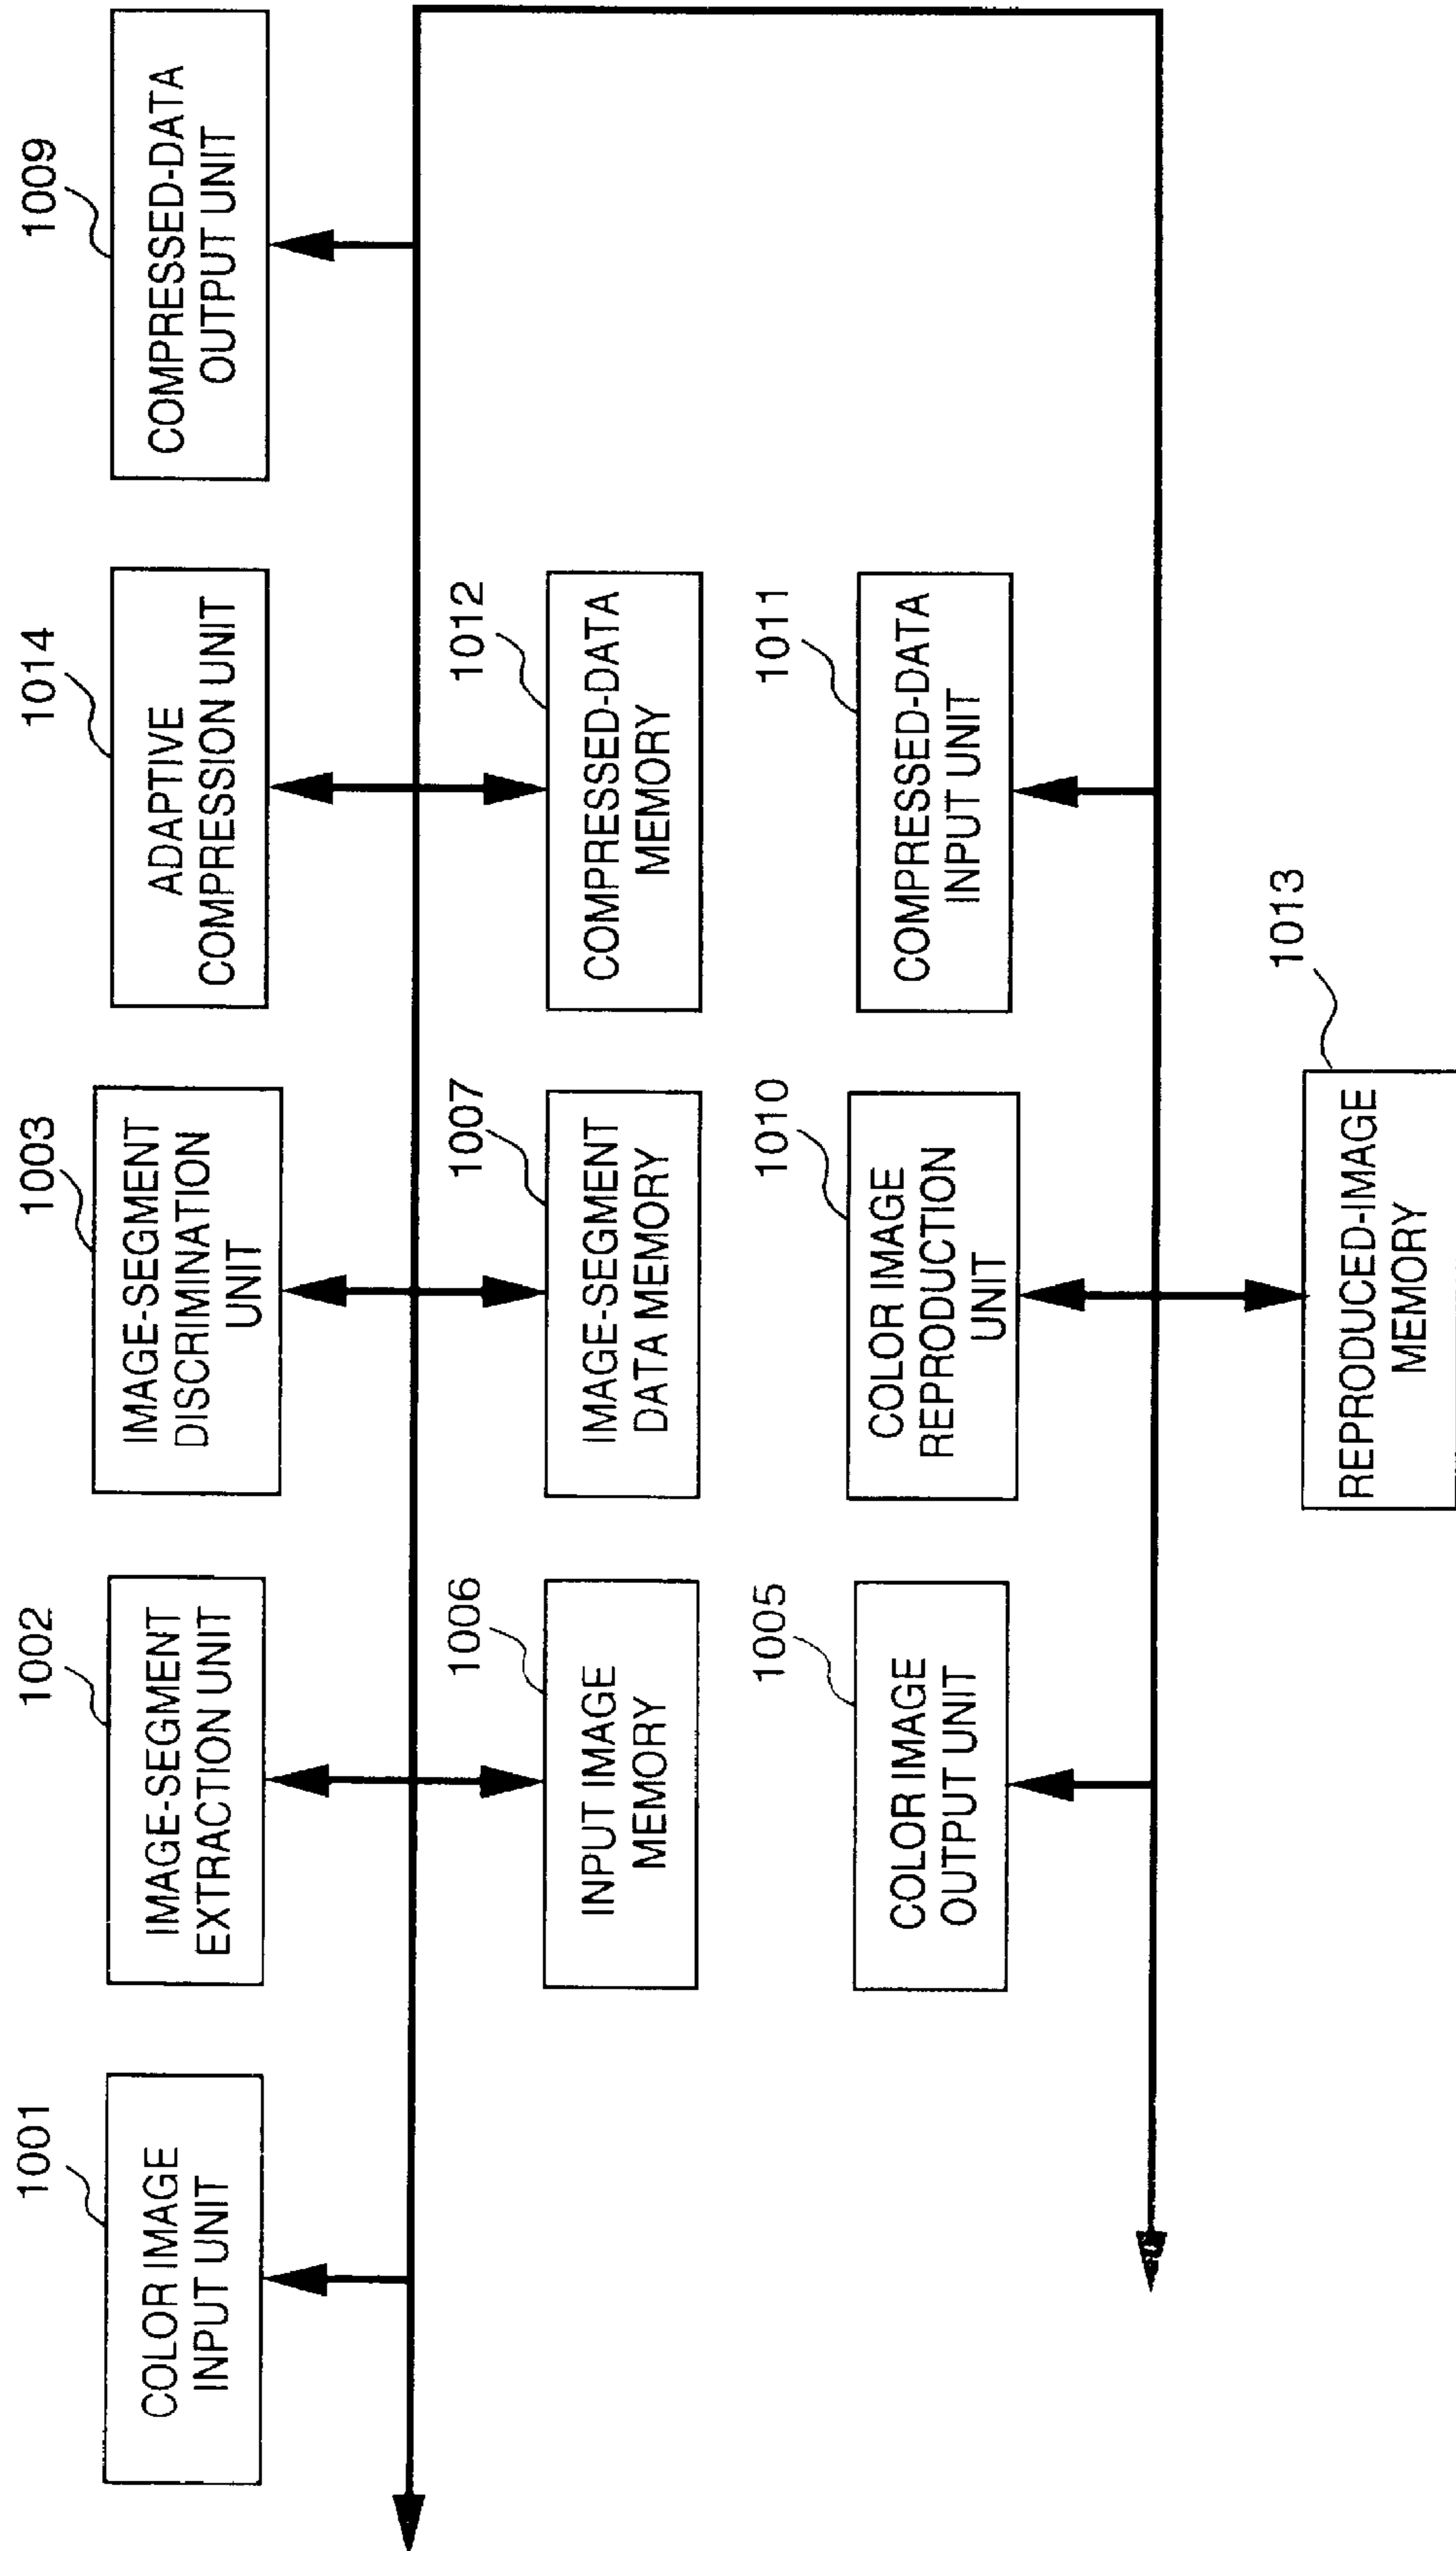 1001
COLOR IMAGE
INPUT UNIT
1002
IMAGE-SEGMENT
EXTRACTION UNIT
1003
IMAGE-SEGMENT
DISCRIMINATION
UNIT
1014
ADAPTIVE
COMPRESSION UNIT
1009
COMPRESSED-DATA
OUTPUT UNIT
1006
INPUT IMAGE
MEMORY
1007
IMAGE-SEGMENT
DATA MEMORY
1012
COMPRESSED-DATA
MEMORY
1005
COLOR IMAGE
OUTPUT UNIT
1010
COLOR IMAGE
REPRODUCTION
UNIT
1011
COMPRESSED-DATA
INPUT UNIT
1013
REPRODUCED-IMAGE
MEMORY